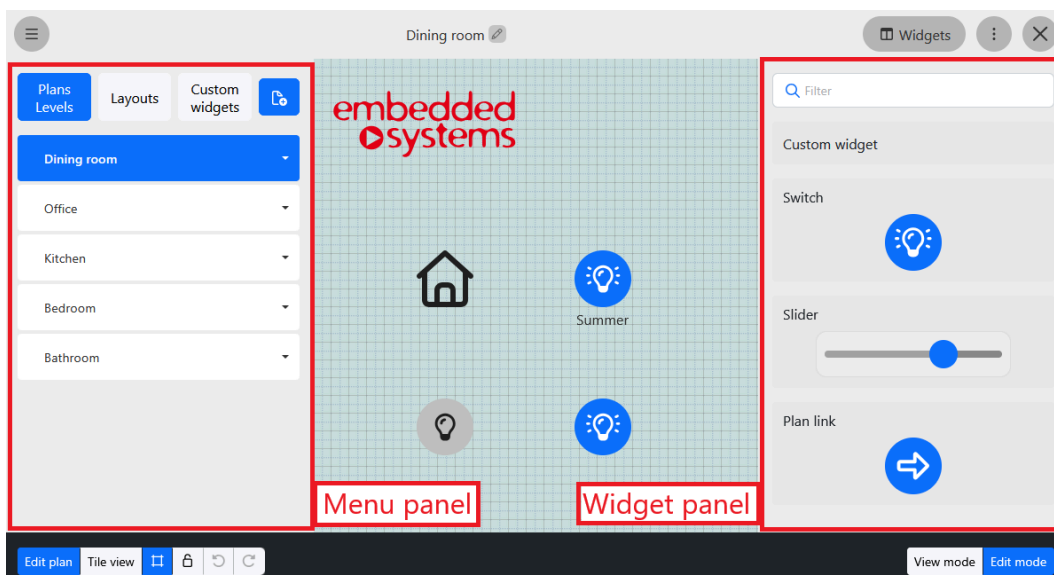 Dining room
Widgets
Plans
Levels
Layouts
Custom
widgets
Dining room
Office
Kitchen
Bedroom
Bathroom
embedded
systems
Summer
Menu panel
Widget panel
Filter
Custom widget
Switch
Slider
Plan link
Edit plan
Tile view
View mode
Edit mode